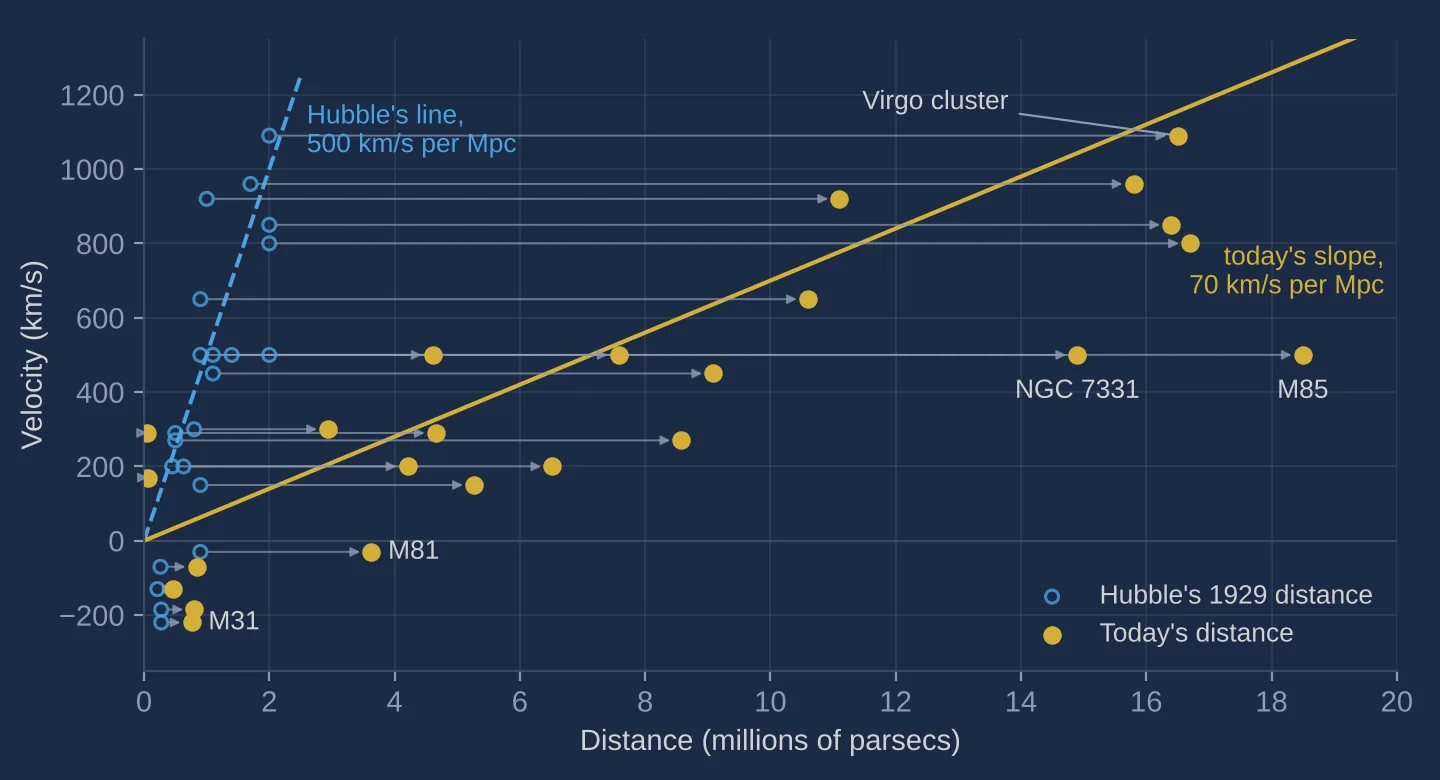 Velocity (km/s)
1200
1000
800
600
400
200
0
−200
Hubble's line,
500 km/s per Mpc
Virgo cluster
today's slope,
70 km/s per Mpc
NGC 7331
M85
M81
M31
Hubble's 1929 distance
Today's distance
0 2 4 6 8 10 12 14 16 18 20
Distance (millions of parsecs)